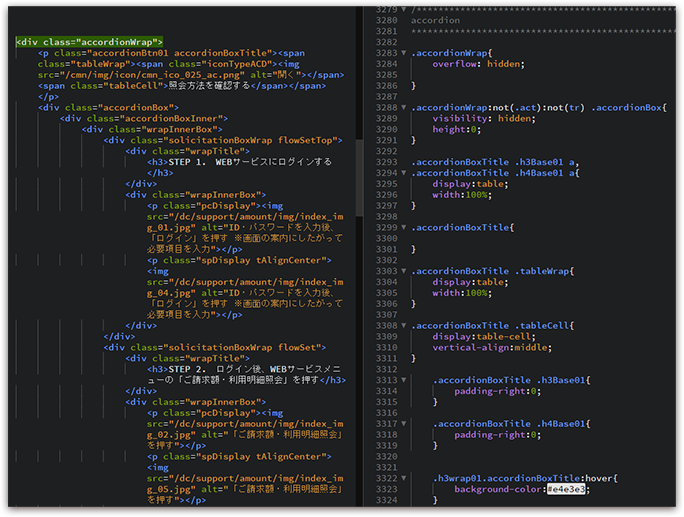 <div class="accordionWrap">
<p class="accordionBtn01 accordionBoxTitle"><span
class="tableWrap"><span class="iconTypeACD"><img
src="/cmn/img/icon/cmn_ico_025_ac.png" alt="開く"></span>
<span class="tableCell">照会方法を確認する</span></span>
</p>
<div class="accordionBox">
<div class="accordionBoxInner">
<div class="wrapInnerBox">
<div class="solicitationBoxWrap flowSetTop">
<div class="wrapTitle">
<h3>STEP 1. WEBサービスにログインする
</h3>
</div>
<div class="wrapInnerBox">
<p class="pcDisplay"><img
src="/dc/support/amount/img/index_im
g_01.jpg" alt="ID・パスワードを入力後、
「ログイン」を押す ※画面の案内にしたがって
必要項目を入力"></p>
<p class="spDisplay tAlignCenter">
<img
src="/dc/support/amount/img/index_im
g_04.jpg" alt="ID・パスワードを入力後、
「ログイン」を押す ※画面の案内にしたがって
必要項目を入力"></p>
</div>
</div>
<div class="solicitationBoxWrap flowSet">
<div class="wrapTitle">
<h3>STEP 2. ログイン後、WEBサービスメニ
ューの「ご請求額・利用明細照会」を押す</h3>
</div>
<div class="wrapInnerBox">
<p class="pcDisplay"><img
src="/dc/support/amount/img/index_im
g_02.jpg" alt="「ご請求額・利用明細照会」
を押す"></p>
<p class="spDisplay tAlignCenter">
<img
src="/dc/support/amount/img/index_im
g_05.jpg" alt="「ご請求額・利用明細照会」
を押す"></p>
</div>
3279 /**************************************************
3280 accordion
3281 **************************************************
3282
3283 .accordionWrap{
3284 overflow: hidden;
3285
3286 }
3287
3288 .accordionWrap:not(.act):not(tr) .accordionBox{
3289 visibility: hidden;
3290 height:0;
3291 }
3292
3293 .accordionBoxTitle .h3Base01 a,
3294 .accordionBoxTitle .h4Base01 a{
3295 display:table;
3296 width:100%;
3297 }
3298
3299 .accordionBoxTitle{
3300
3301 }
3302
3303 .accordionBoxTitle .tableWrap{
3304 display:table;
3305 width:100%;
3306 }
3307
3308 .accordionBoxTitle .tableCell{
3309 display:table-cell;
3310 vertical-align:middle;
3311 }
3312
3313 .accordionBoxTitle .h3Base01{
3314 padding-right:0;
3315 }
3316
3317 .accordionBoxTitle .h4Base01{
3318 padding-right:0;
3319 }
3320
3321
3322 .h3wrap01.accordionBoxTitle:hover{
3323 background-color:#e4e3e3;
3324 }